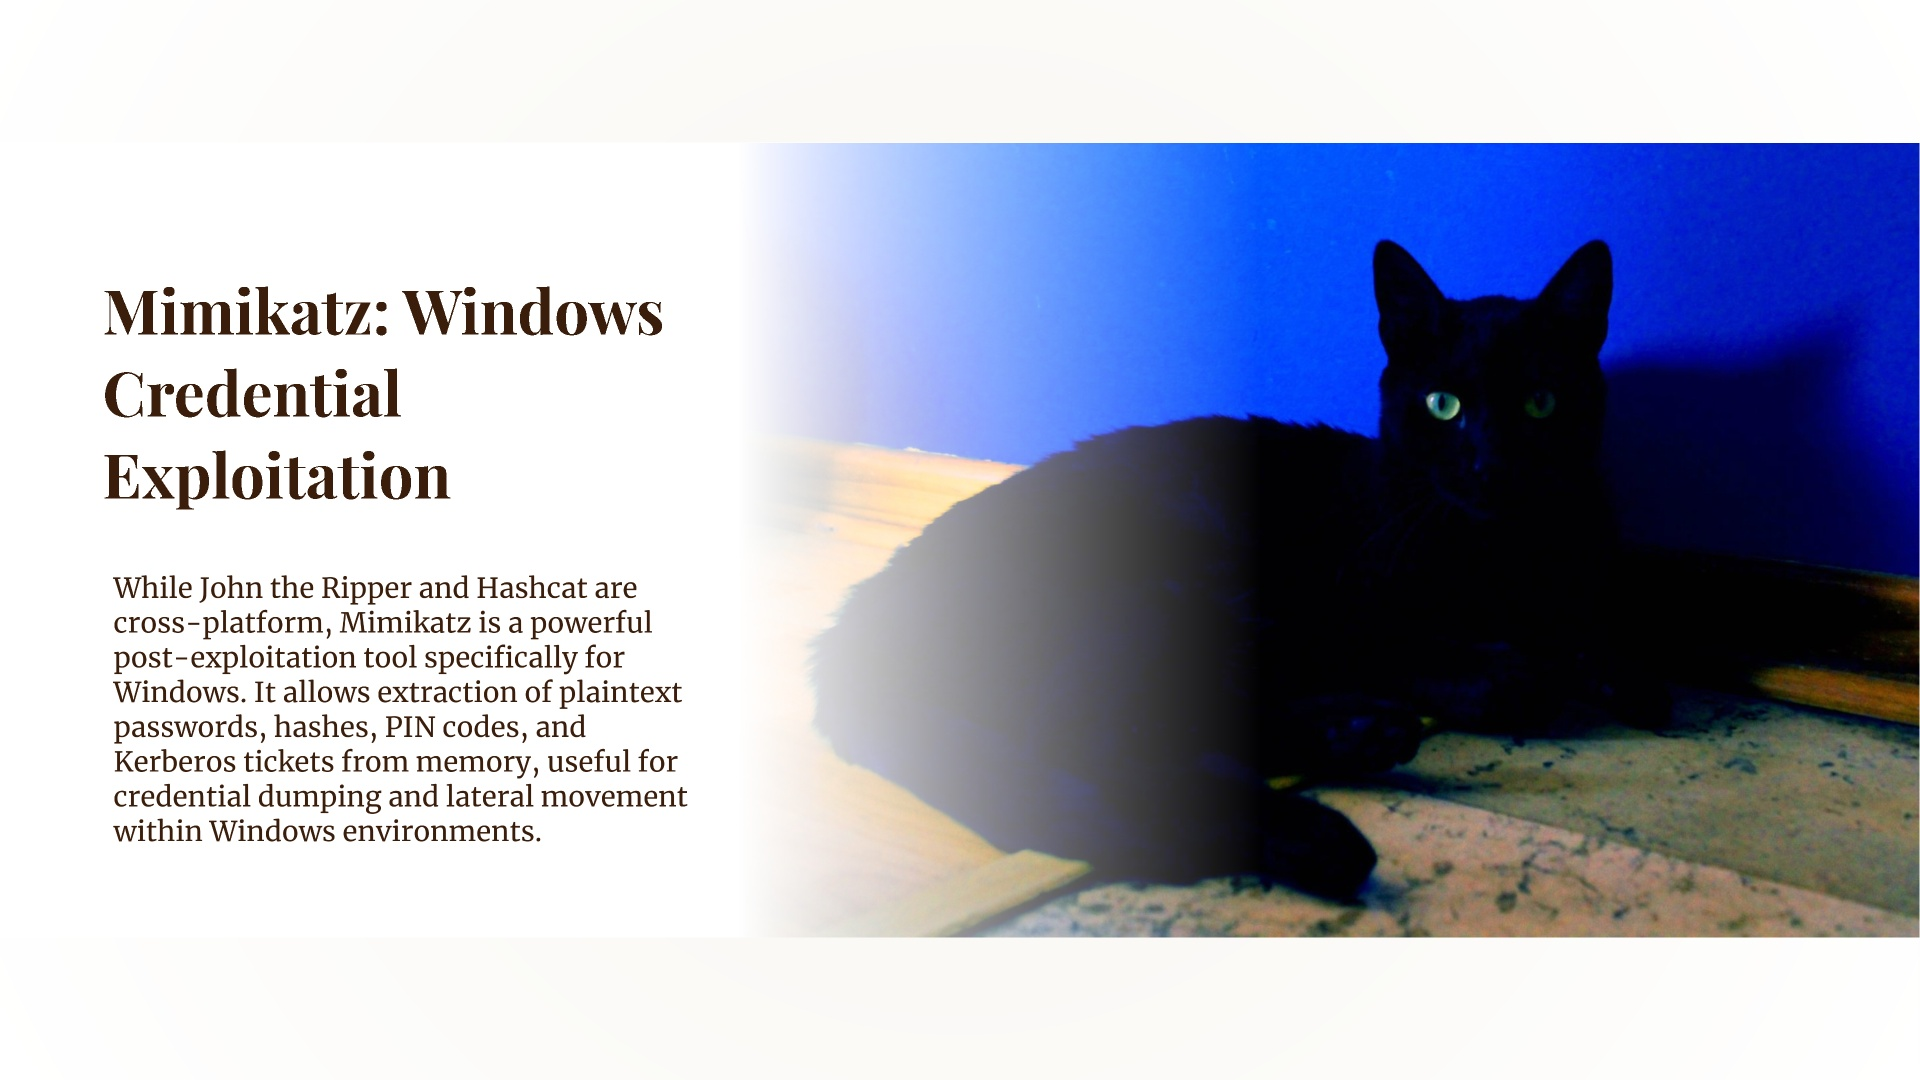 Mimikatz: Windows
Credential
Exploitation
While John the Ripper and Hashcat are
cross-platform, Mimikatz is a powerful
post-exploitation tool specifically for
Windows. It allows extraction of plaintext
passwords, hashes, PIN codes, and
Kerberos tickets from memory, useful for
credential dumping and lateral movement
within Windows environments.